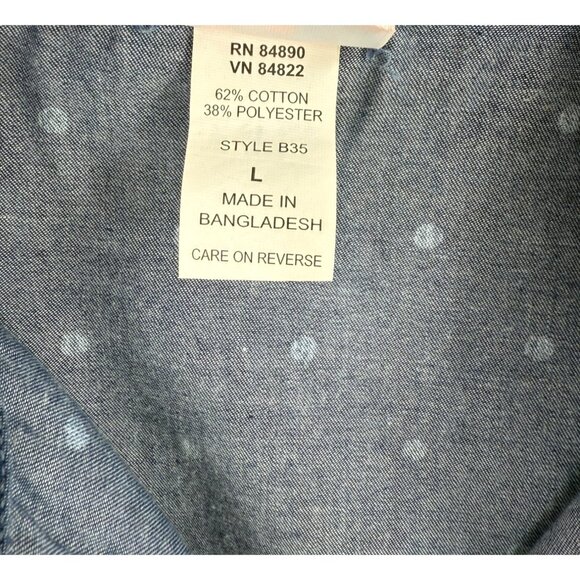 RN 84890
VN 84822
62% COTTON
38% POLYESTER
STYLE B35
L
MADE IN
BANGLADESH
CARE ON REVERSE